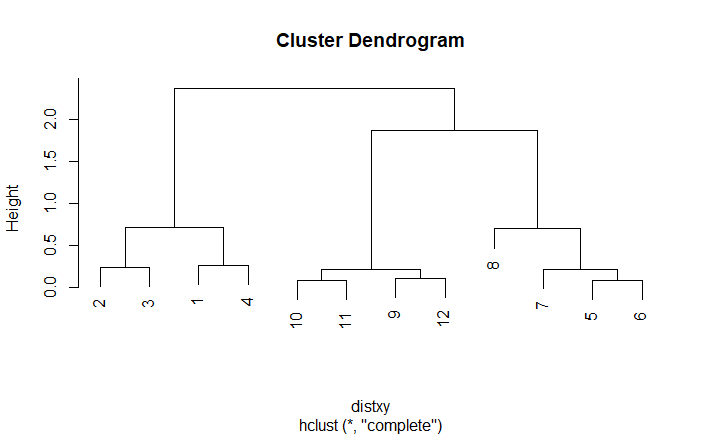 Cluster Dendrogram
Height
2.0
1.5
1.0
0.5
0.0
2 3 1 4 10 11 9 12 8 7 5 6
distxy
hclust (*, "complete")